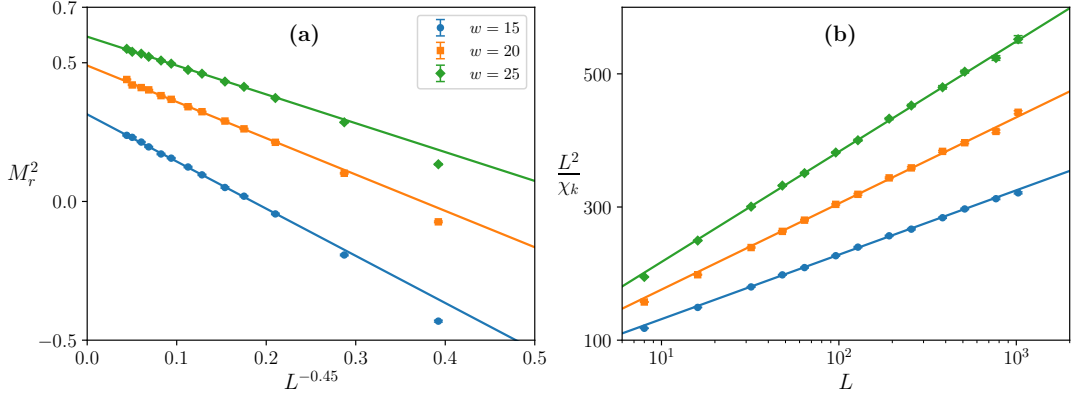 (a)
w = 15
w = 20
w = 25
0.7
0.5
0.0
−0.5
M_r^2
0.0
0.1
0.2
0.3
0.4
0.5
L^{−0.45}
(b)
500
300
100
L^2
χ_k
10^1
10^2
10^3
L